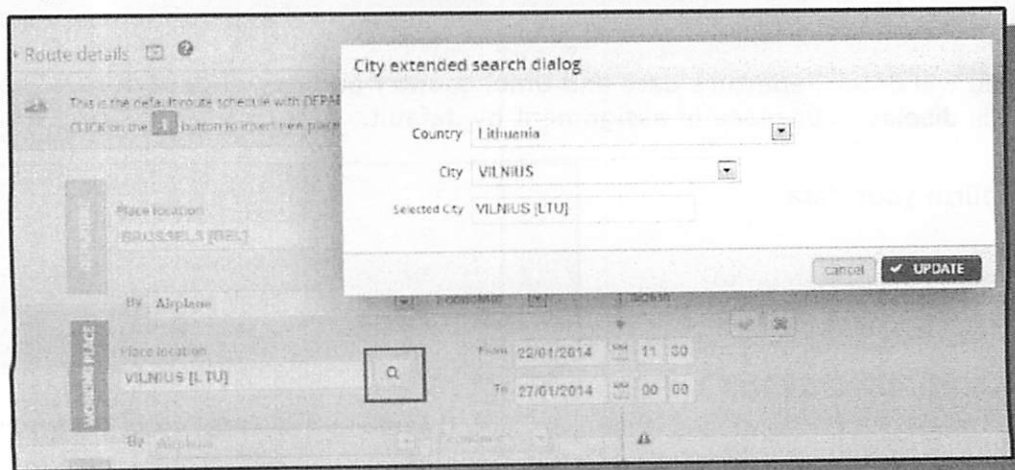 Route details
This is the default route schedule with DEPAR
CLICK on the 1 button to insert new place
City extended search dialog
Country Lithuania
City VILNIUS
Selected City VILNIUS [LTU]
cancel UPDATE
Place location
BRUSSELS [BEL]
By Airplane
WORKING PLACE
Place location
VILNIUS [LTU]
From 22/01/2014 11 00
To 27/01/2014 00 00
By Airplane